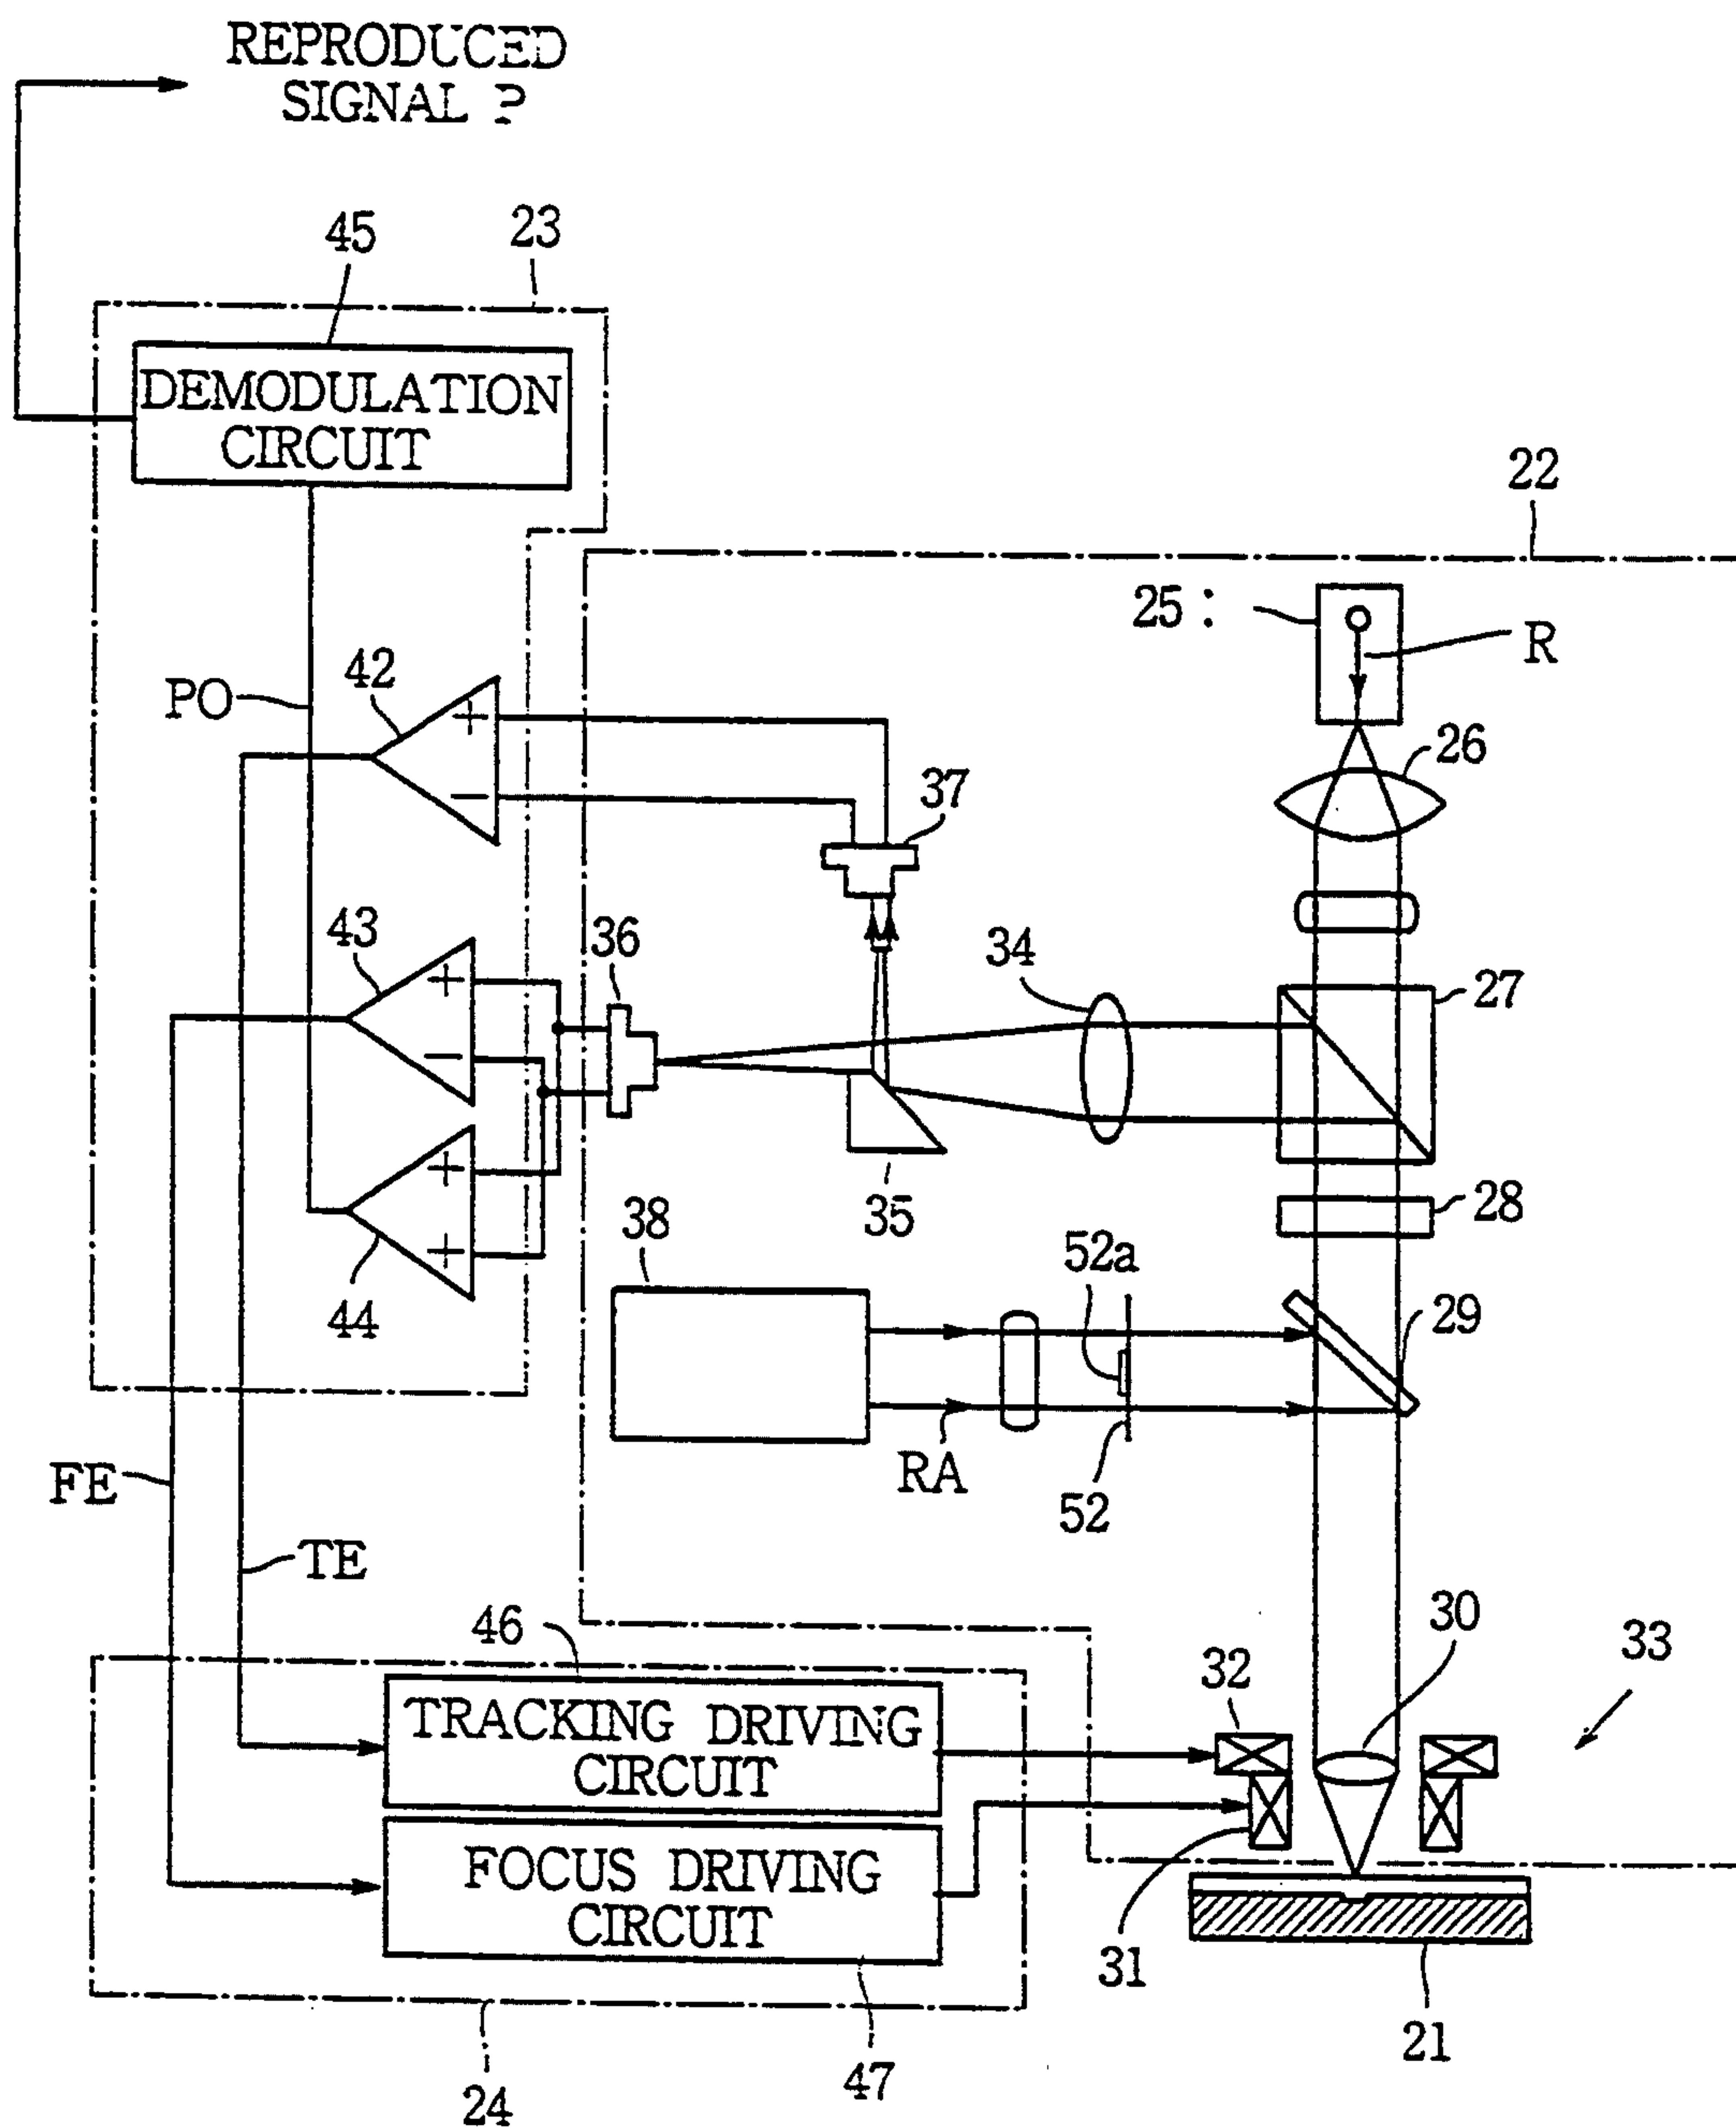 REPRODUCED
SIGNAL P
45
23
DEMODULATION
CIRCUIT
22
25 :
R
PO
42
+
−
26
37
43
+
−
36
34
27
+
+
44
35
28
38
52a
29
RA
52
FE
TE
46
30
33
32
TRACKING DRIVING
CIRCUIT
FOCUS DRIVING
CIRCUIT
31
21
47
24